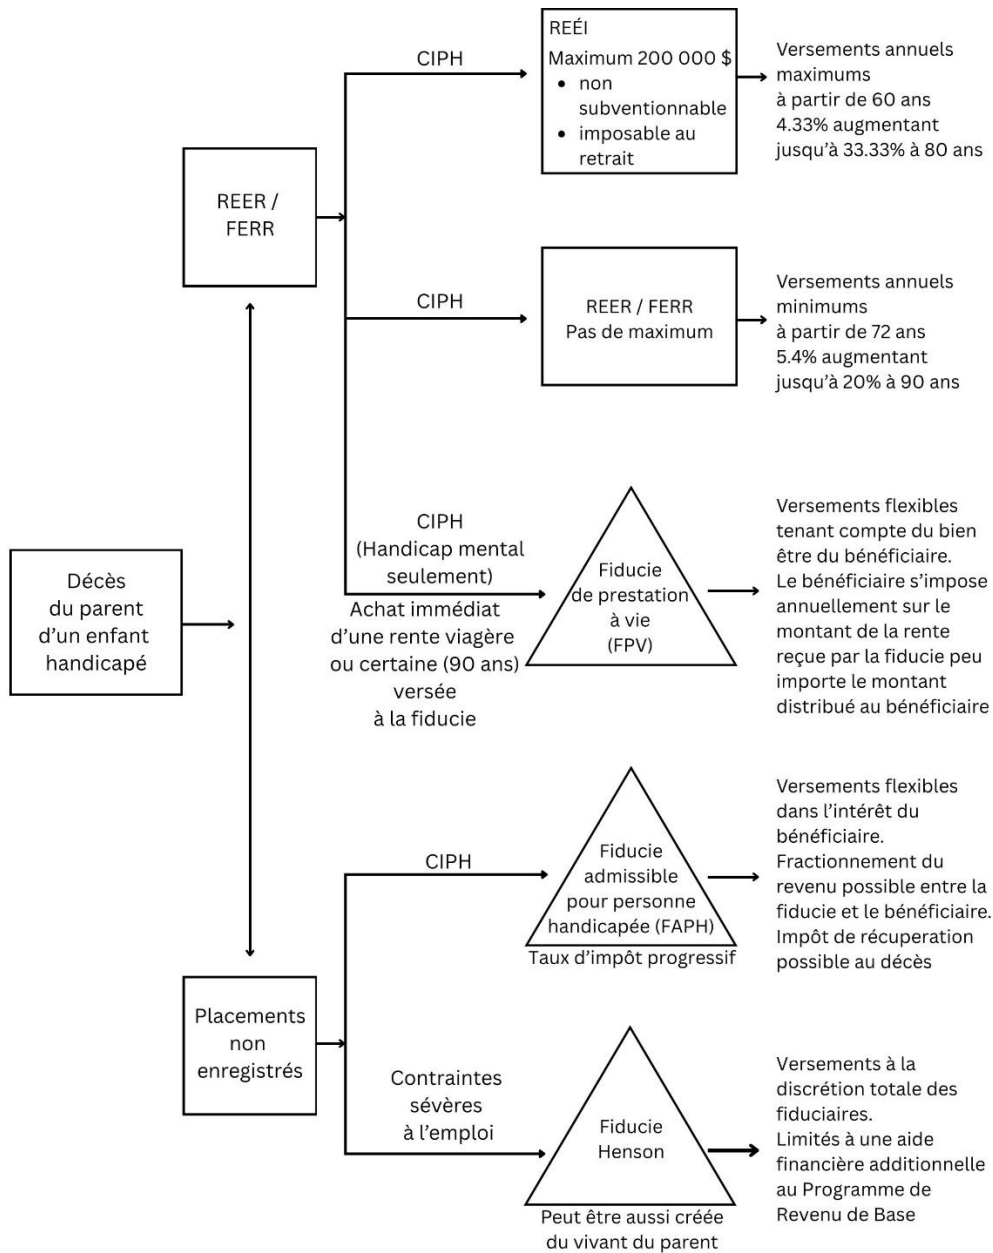 Décès
du parent
d'un enfant
handicapé
REER /
FERR
CIPH
REÉI
Maximum 200 000 $
• non
subventionnable
• imposable au
retrait
Versements annuels
maximums
à partir de 60 ans
4.33% augmentant
jusqu'à 33.33% à 80 ans
CIPH
REER / FERR
Pas de maximum
Versements annuels
minimums
à partir de 72 ans
5.4% augmentant
jusqu'à 20% à 90 ans
CIPH
(Handicap mental
seulement)
Achat immédiat
d'une rente viagère
ou certaine (90 ans)
versée
à la fiducie
Fiducie
de prestation
à vie
(FPV)
Versements flexibles
tenant compte du bien
être du bénéficiaire.
Le bénéficiaire s'impose
annuellement sur le
montant de la rente
reçue par la fiducie peu
importe le montant
distribué au bénéficiaire
Placements
non
enregistrés
CIPH
Fiducie
admissible
pour personne
handicapée (FAPH)
Taux d'impôt progressif
Versements flexibles
dans l'intérêt du
bénéficiaire.
Fractionnement du
revenu possible entre la
fiducie et le bénéficiaire.
Impôt de récuperation
possible au décès
Contraintes
sévères
à l'emploi
Fiducie
Henson
Peut être aussi créée
du vivant du parent
Versements à la
discrétion totale des
fiduciaires.
Limités à une aide
financière additionnelle
au Programme de
Revenu de Base